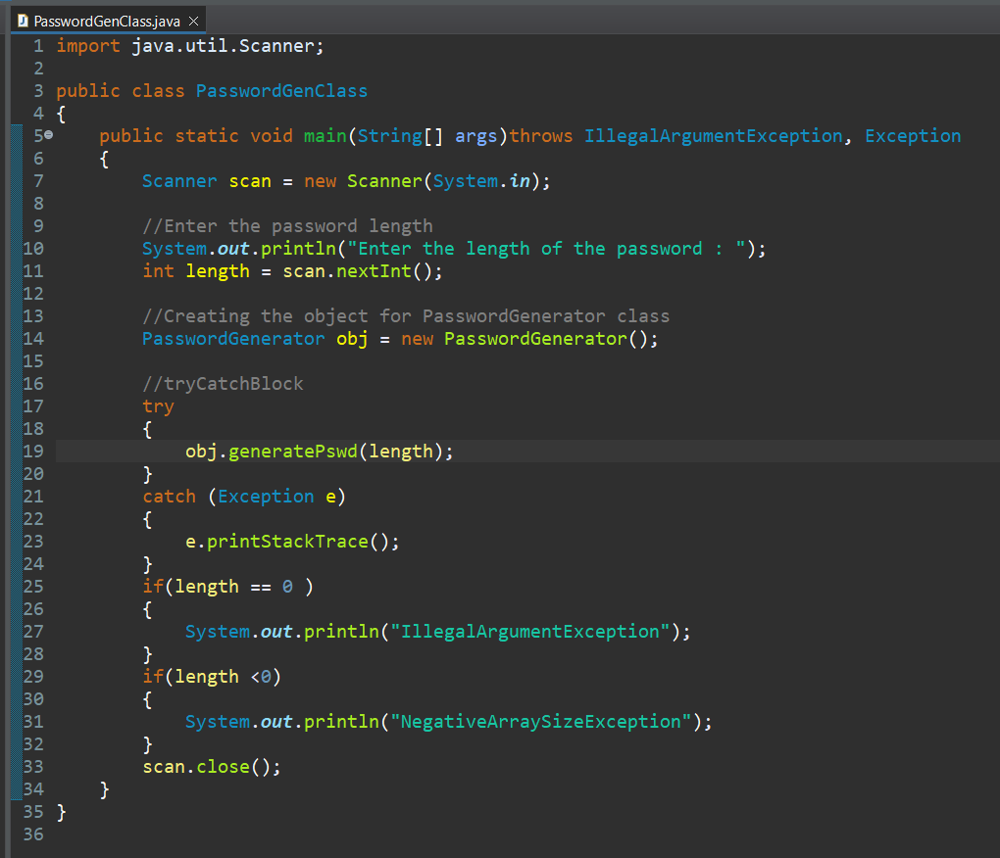 PasswordGenClass.java
1 import java.util.Scanner;
2
3 public class PasswordGenClass
4 {
5 public static void main(String[] args)throws IllegalArgumentException, Exception
6 {
7 Scanner scan = new Scanner(System.in);
8
9 //Enter the password length
10 System.out.println("Enter the length of the password : ");
11 int length = scan.nextInt();
12
13 //Creating the object for PasswordGenerator class
14 PasswordGenerator obj = new PasswordGenerator();
15
16 //tryCatchBlock
17 try
18 {
19 obj.generatePswd(length);
20 }
21 catch (Exception e)
22 {
23 e.printStackTrace();
24 }
25 if(length == 0 )
26 {
27 System.out.println("IllegalArgumentException");
28 }
29 if(length <0)
30 {
31 System.out.println("NegativeArraySizeException");
32 }
33 scan.close();
34 }
35 }
36